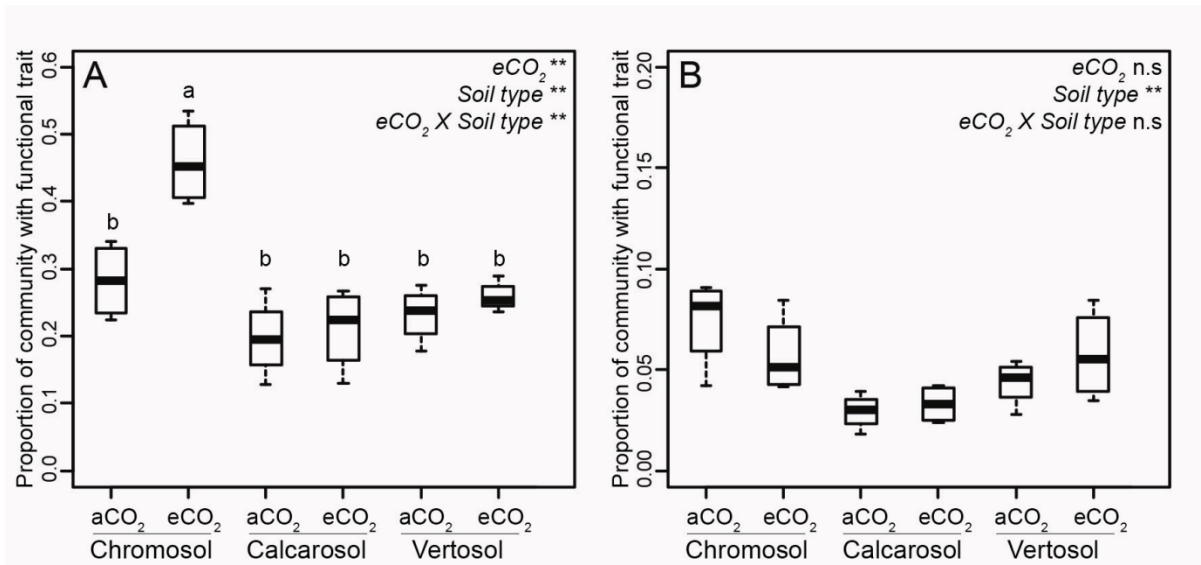 A
eCO2 **
Soil type **
eCO2 X Soil type **
Proportion of community with functional trait
0.6
0.5
0.4
0.3
0.2
0.1
0.0
b
a
b
b
b
b
aCO2 eCO2 aCO2 eCO2 aCO2 eCO2
Chromosol Calcarosol Vertosol
B
eCO2 n.s
Soil type **
eCO2 X Soil type n.s
Proportion of community with functional trait
0.20
0.15
0.10
0.05
0.00
aCO2 eCO2 aCO2 eCO2 aCO2 eCO2
Chromosol Calcarosol Vertosol